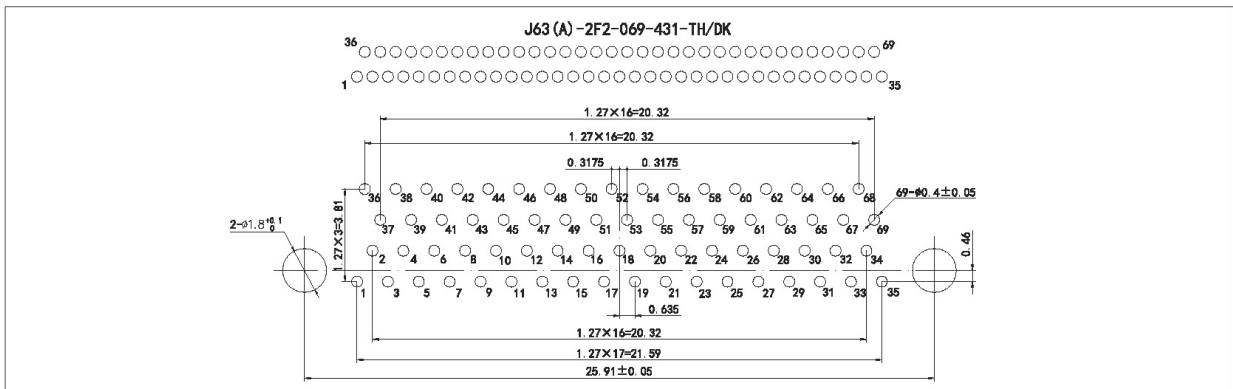 J63(A)-2F2-069-431-TH/DK
36 69
1 35
1.27×16=20.32
1.27×16=20.32
0.3175 0.3175
36 38 40 42 44 46 48 50 52 54 56 58 60 62 64 66 68
69-φ0.4±0.05
37 39 41 43 45 47 49 51 53 55 57 59 61 63 65 67 69
2-φ1.8 +0.1 0
1.27×3=3.81
0.46
2 4 6 8 10 12 14 16 18 20 22 24 26 28 30 32 34
1 3 5 7 9 11 13 15 17 19 21 23 25 27 29 31 33 35
0.635
1.27×16=20.32
1.27×17=21.59
25.91±0.05